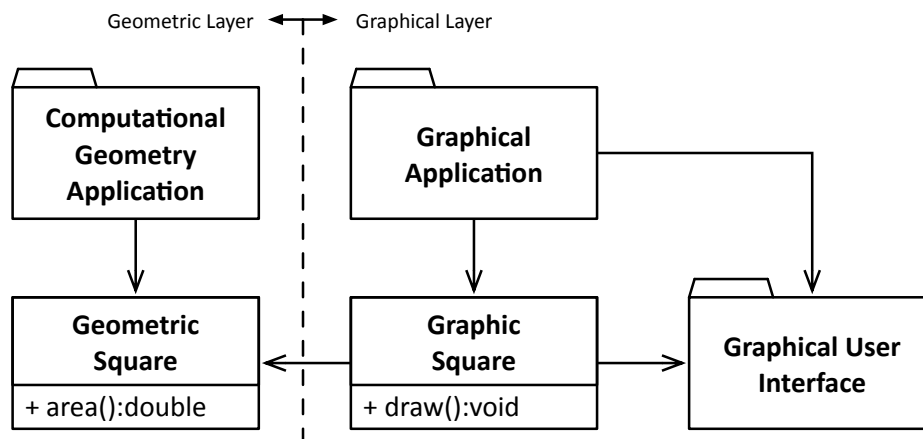 Geometric Layer
Graphical Layer
Computational
Geometry
Application
Graphical
Application
Geometric
Square
+ area():double
Graphic
Square
+ draw():void
Graphical User
Interface